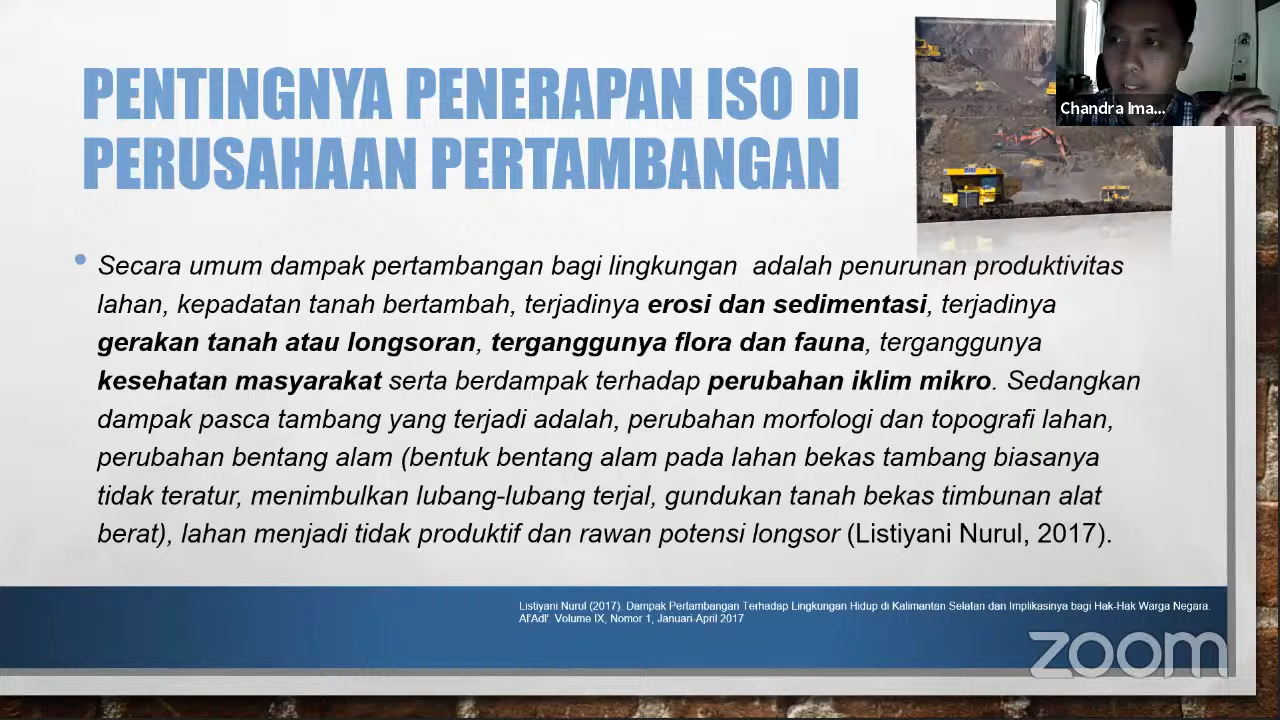 PENTINGNYA PENERAPAN ISO DI
PERUSAHAAN PERTAMBANGAN
Chandra Ima...
• Secara umum dampak pertambangan bagi lingkungan adalah penurunan produktivitas
lahan, kepadatan tanah bertambah, terjadinya erosi dan sedimentasi, terjadinya
gerakan tanah atau longsoran, terganggunya flora dan fauna, terganggunya
kesehatan masyarakat serta berdampak terhadap perubahan iklim mikro. Sedangkan
dampak pasca tambang yang terjadi adalah, perubahan morfologi dan topografi lahan,
perubahan bentang alam (bentuk bentang alam pada lahan bekas tambang biasanya
tidak teratur, menimbulkan lubang-lubang terjal, gundukan tanah bekas timbunan alat
berat), lahan menjadi tidak produktif dan rawan potensi longsor (Listiyani Nurul, 2017).
Listiyani Nurul (2017). Dampak Pertambangan Terhadap Lingkungan Hidup di Kalimantan Selatan dan Implikasinya bagi Hak-Hak Warga Negara.
Al'Adl'. Volume IX, Nomor 1, Januari-April 2017
zoom